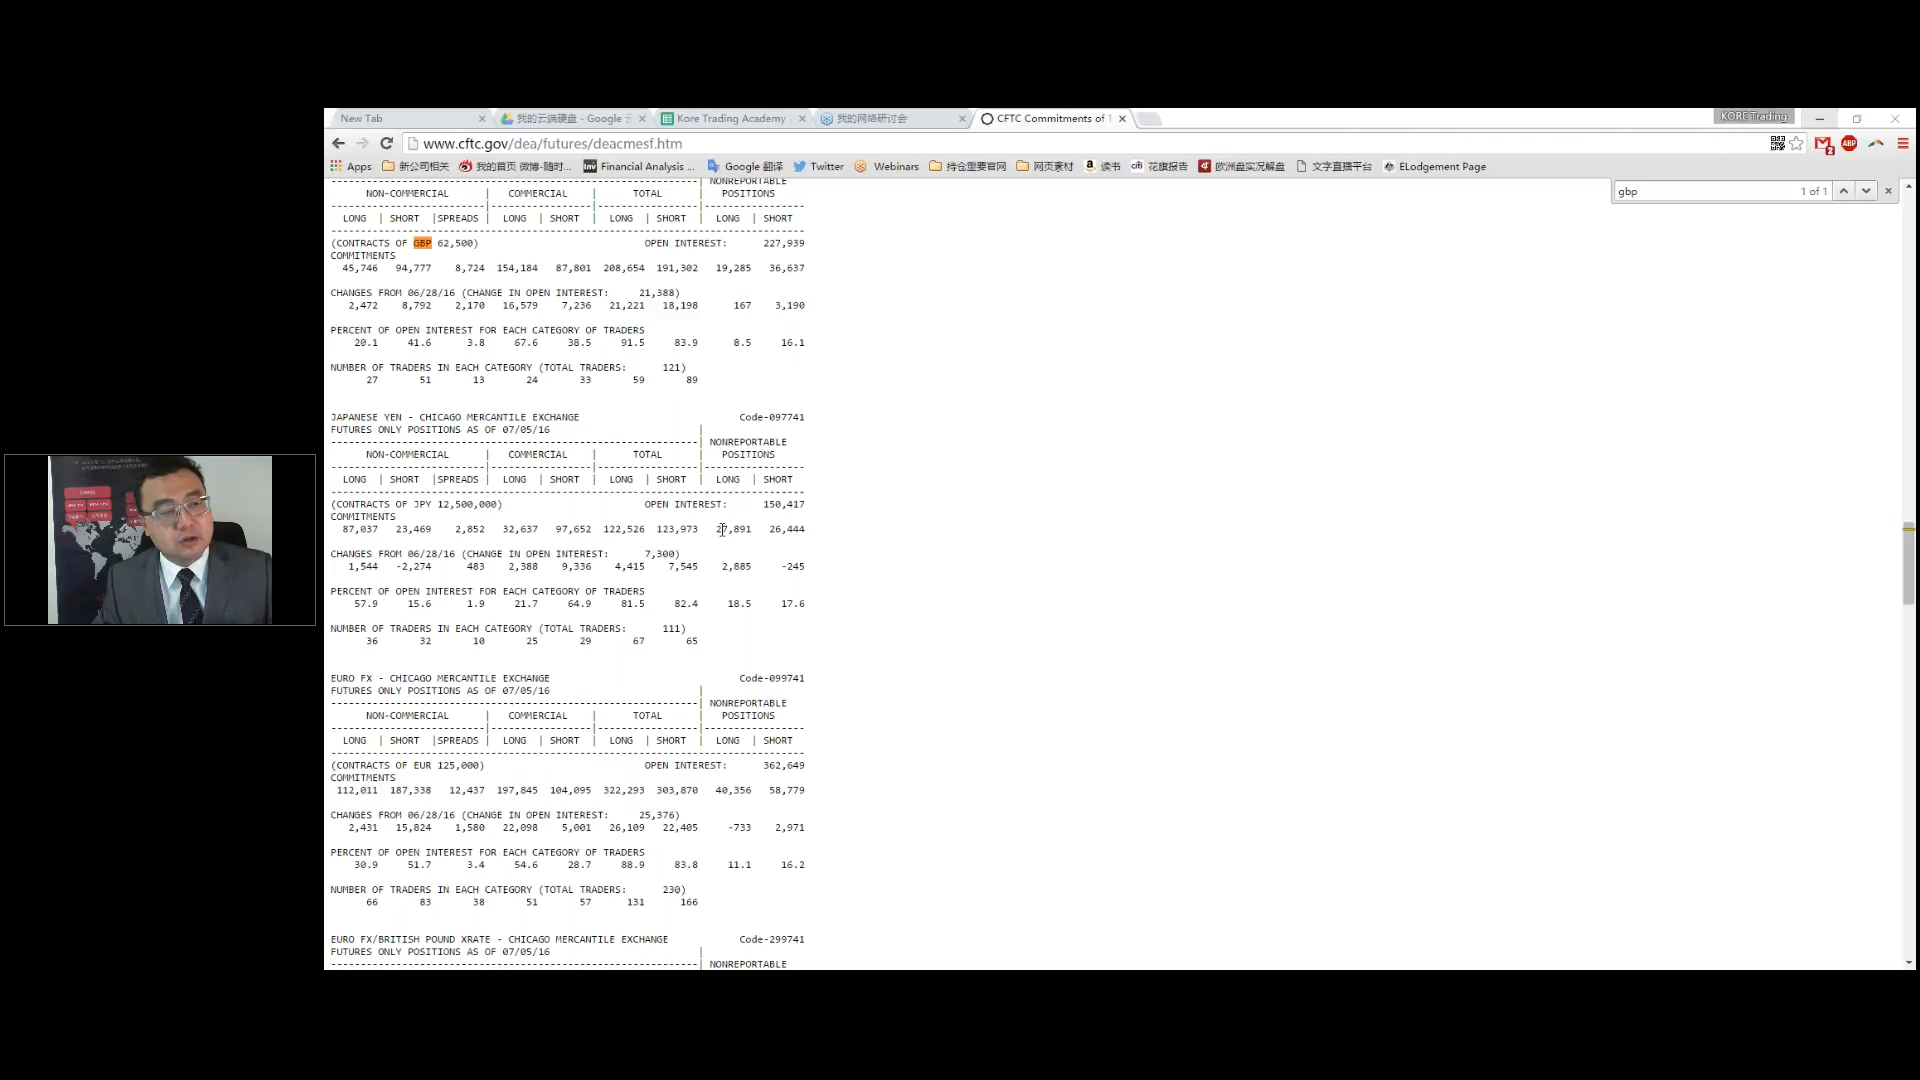 New Tab
我的云端硬盘 - Google 云
Kore Trading Academy
我的网络研讨会
CFTC Commitments of T
KORE Trading
www.cftc.gov/dea/futures/deacmesf.htm
Apps 新公司相关 我的首页 微博-随时... Inv Financial Analysis ... Google 翻译 Twitter Webinars 持仓重要官网 网页素材 读书 花旗报告 欧洲盘实况解盘 文字直播平台 ELodgement Page
gbp 1 of 1
NONREPORTABLE
NON-COMMERCIAL | COMMERCIAL | TOTAL | POSITIONS
LONG | SHORT |SPREADS | LONG | SHORT | LONG | SHORT | LONG | SHORT
(CONTRACTS OF GBP 62,500) OPEN INTEREST: 227,939
COMMITMENTS
45,746 94,777 8,724 154,184 87,801 208,654 191,302 19,285 36,637
CHANGES FROM 06/28/16 (CHANGE IN OPEN INTEREST: 21,388)
2,472 8,792 2,170 16,579 7,236 21,221 18,198 167 3,190
PERCENT OF OPEN INTEREST FOR EACH CATEGORY OF TRADERS
20.1 41.6 3.8 67.6 38.5 91.5 83.9 8.5 16.1
NUMBER OF TRADERS IN EACH CATEGORY (TOTAL TRADERS: 121)
27 51 13 24 33 59 89
JAPANESE YEN - CHICAGO MERCANTILE EXCHANGE Code-097741
FUTURES ONLY POSITIONS AS OF 07/05/16 |
NONREPORTABLE
NON-COMMERCIAL | COMMERCIAL | TOTAL | POSITIONS
LONG | SHORT |SPREADS | LONG | SHORT | LONG | SHORT | LONG | SHORT
(CONTRACTS OF JPY 12,500,000) OPEN INTEREST: 150,417
COMMITMENTS
87,037 23,469 2,852 32,637 97,652 122,526 123,973 27,891 26,444
CHANGES FROM 06/28/16 (CHANGE IN OPEN INTEREST: 7,300)
1,544 -2,274 483 2,388 9,336 4,415 7,545 2,885 -245
PERCENT OF OPEN INTEREST FOR EACH CATEGORY OF TRADERS
57.9 15.6 1.9 21.7 64.9 81.5 82.4 18.5 17.6
NUMBER OF TRADERS IN EACH CATEGORY (TOTAL TRADERS: 111)
36 32 10 25 29 67 65
EURO FX - CHICAGO MERCANTILE EXCHANGE Code-099741
FUTURES ONLY POSITIONS AS OF 07/05/16 |
NONREPORTABLE
NON-COMMERCIAL | COMMERCIAL | TOTAL | POSITIONS
LONG | SHORT |SPREADS | LONG | SHORT | LONG | SHORT | LONG | SHORT
(CONTRACTS OF EUR 125,000) OPEN INTEREST: 362,649
COMMITMENTS
112,011 187,338 12,437 197,845 104,095 322,293 303,870 40,356 58,779
CHANGES FROM 06/28/16 (CHANGE IN OPEN INTEREST: 25,376)
2,431 15,824 1,580 22,098 5,001 26,109 22,405 -733 2,971
PERCENT OF OPEN INTEREST FOR EACH CATEGORY OF TRADERS
30.9 51.7 3.4 54.6 28.7 88.9 83.8 11.1 16.2
NUMBER OF TRADERS IN EACH CATEGORY (TOTAL TRADERS: 230)
66 83 38 51 57 131 166
EURO FX/BRITISH POUND XRATE - CHICAGO MERCANTILE EXCHANGE Code-299741
FUTURES ONLY POSITIONS AS OF 07/05/16 |
NONREPORTABLE